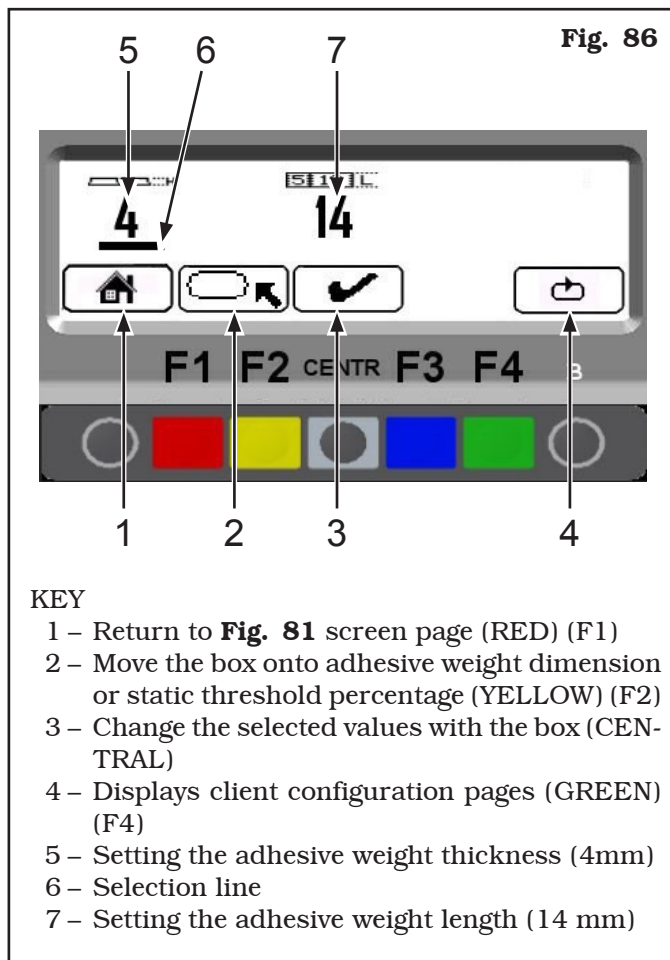 Fig. 86
5 6 7
4 14
F1 F2 CENTR F3 F4 B
1 2 3 4
KEY
1 – Return to Fig. 81 screen page (RED) (F1)
2 – Move the box onto adhesive weight dimension
or static threshold percentage (YELLOW) (F2)
3 – Change the selected values with the box (CEN-
TRAL)
4 – Displays client configuration pages (GREEN)
(F4)
5 – Setting the adhesive weight thickness (4mm)
6 – Selection line
7 – Setting the adhesive weight length (14 mm)